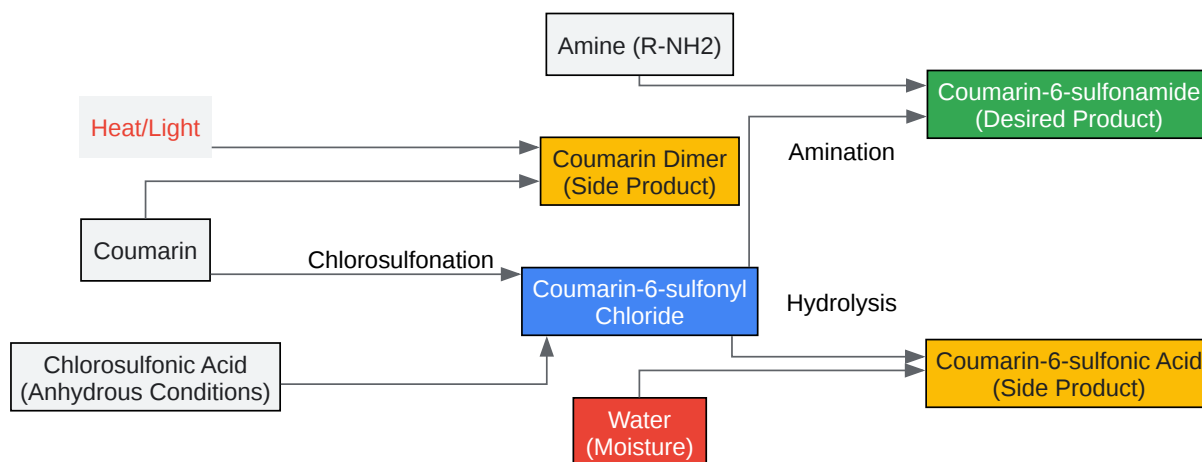 Amine (R-NH2)
Coumarin-6-sulfonamide
(Desired Product)
Heat/Light
Amination
Coumarin Dimer
(Side Product)
Coumarin
Chlorosulfonation
Coumarin-6-sulfonyl
Chloride
Hydrolysis
Chlorosulfonic Acid
(Anhydrous Conditions)
Coumarin-6-sulfonic Acid
(Side Product)
Water
(Moisture)